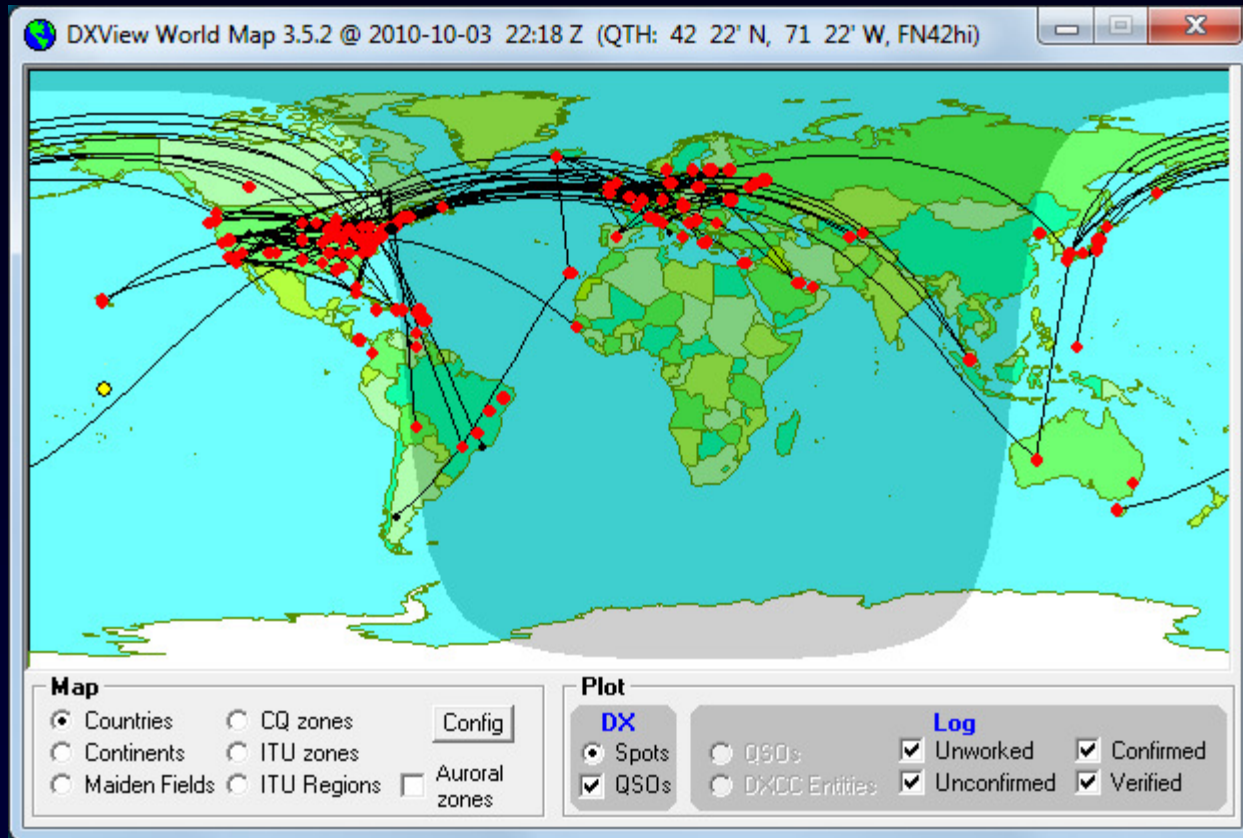 DXView World Map 3.5.2 @ 2010-10-03 22:18 Z (QTH: 42 22' N, 71 22' W, FN42hi)
Map
Countries
CQ zones
Config
Continents
ITU zones
Maiden Fields
ITU Regions
Auroral zones
Plot
DX
Spots
QSOs
Log
QSOs
DXCC Entities
Unworked
Confirmed
Unconfirmed
Verified